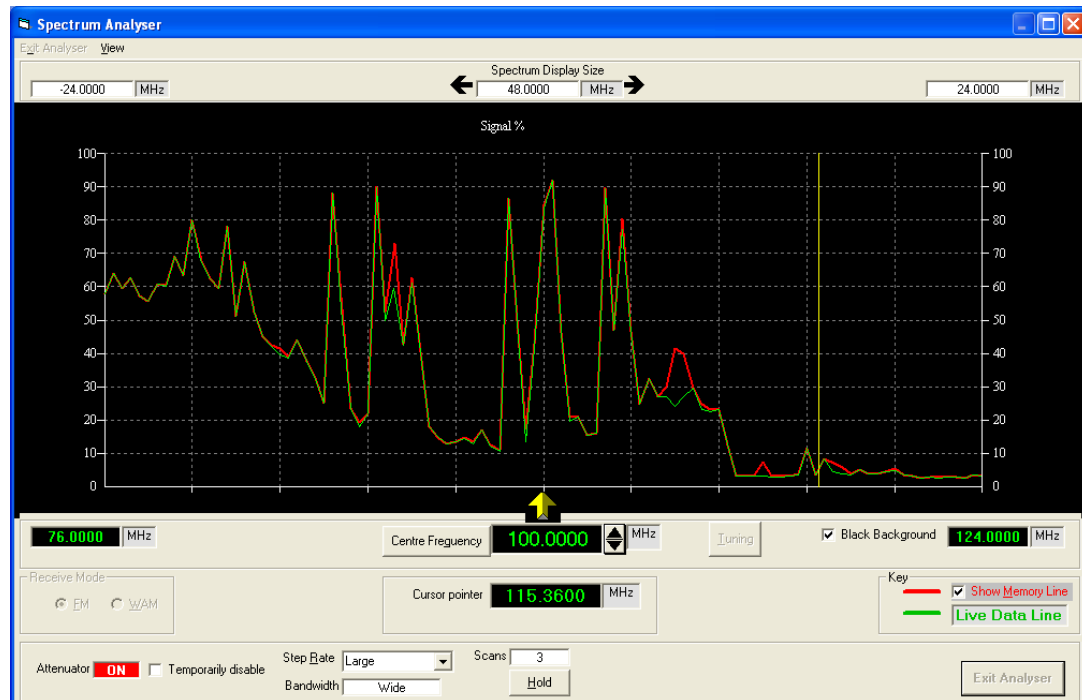 Spectrum Analyser
Exit Analyser View
Spectrum Display Size
-24.0000 MHz 48.0000 MHz 24.0000 MHz
Signal %
100 100
90 90
80 80
70 70
60 60
50 50
40 40
30 30
20 20
10 10
0 0
76.0000 MHz Centre Freguency 100.0000 MHz Tuning Black Background 124.0000 MHz
Receive Mode
FM WAM
Cursor pointer 115.3600 MHz
Key
Show Memory Line
Live Data Line
Attenuator ON Temporarily disable
Step Rate Large
Bandwidth Wide
Scans 3
Hold
Exit Analyser